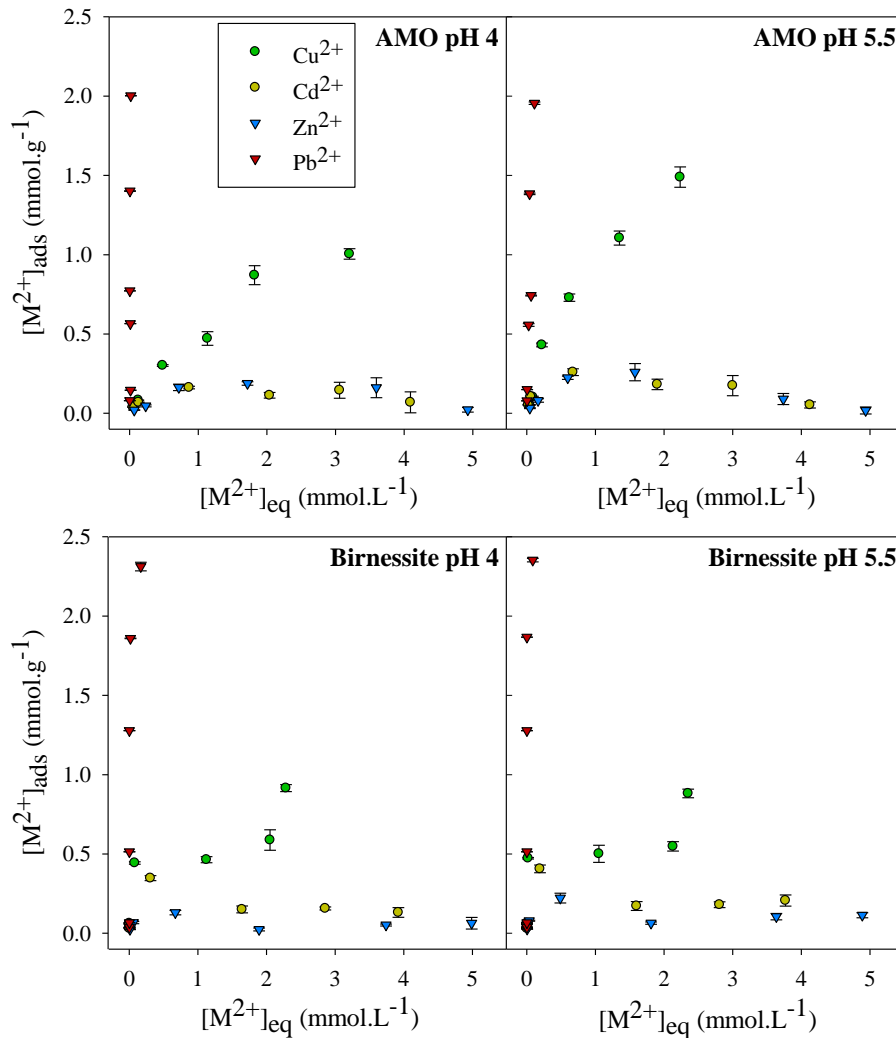 AMO pH 4
AMO pH 5.5
Cu²⁺
Cd²⁺
Zn²⁺
Pb²⁺
2.0
1.5
1.0
0.5
0.0
[M²⁺]ads (mmol.g⁻¹)
0 1 2 3 4 5
0 1 2 3 4 5
[M²⁺]eq (mmol.L⁻¹)
[M²⁺]eq (mmol.L⁻¹)
Birnessite pH 4
Birnessite pH 5.5
2.5
2.0
1.5
1.0
0.5
0.0
[M²⁺]ads (mmol.g⁻¹)
0 1 2 3 4 5
0 1 2 3 4 5
[M²⁺]eq (mmol.L⁻¹)
[M²⁺]eq (mmol.L⁻¹)